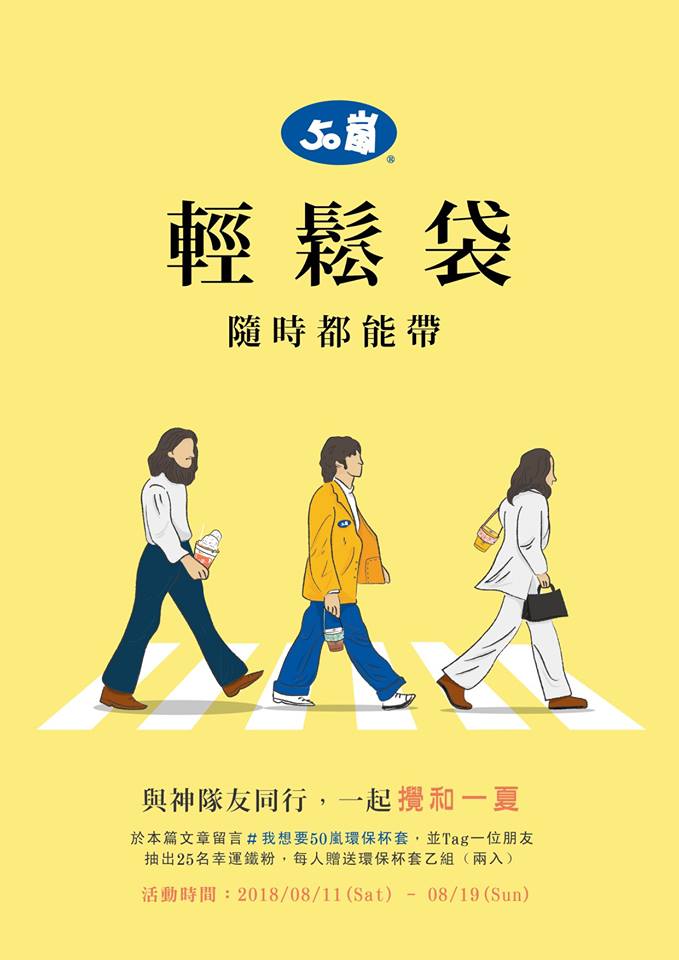 50嵐®
輕鬆袋
隨時都能帶
50嵐
與神隊友同行，一起攪和一夏
於本篇文章留言#我想要50嵐環保杯套，並Tag一位朋友
抽出25名幸運鐵粉，每人贈送環保杯套乙組（兩入）
活動時間：2018/08/11(Sat) - 08/19(Sun)